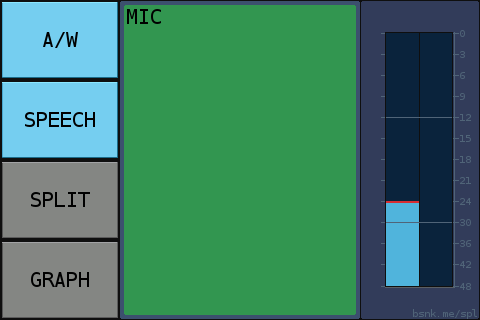 A/W
SPEECH
SPLIT
GRAPH
MIC
0
3
6
9
12
15
18
21
24
30
36
42
48
bsnk.me/spl